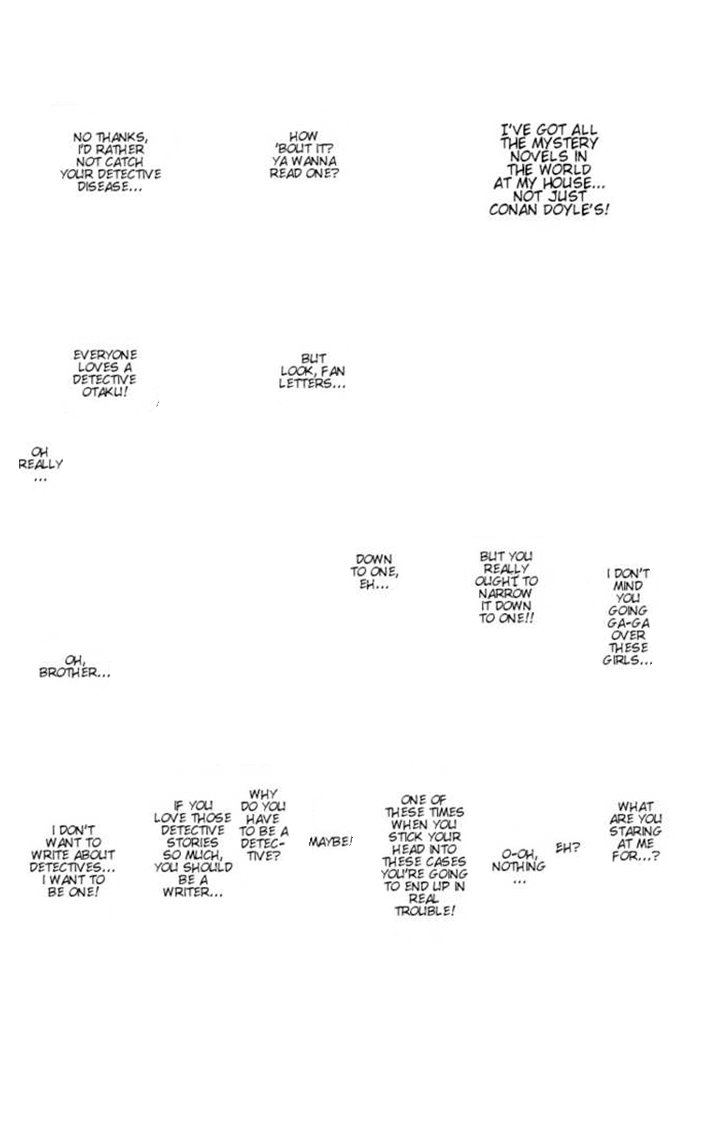 I'VE GOT ALL
THE MYSTERY
NOVELS IN
THE WORLD
AT MY HOUSE...
NOT JUST
CONAN DOYLE'S!
HOW
'BOUT IT?
YA WANNA
READ ONE?
NO THANKS,
I'D RATHER
NOT CATCH
YOUR DETECTIVE
DISEASE...
BUT
LOOK, FAN
LETTERS...
EVERYONE
LOVES A
DETECTIVE
OTAKU!
OH
REALLY
...
I DON'T
MIND
YOU
GOING
GA-GA
OVER
THESE
GIRLS...
BUT YOU
REALLY
OUGHT TO
NARROW
IT DOWN
TO ONE!!
DOWN
TO ONE,
EH...
OH,
BROTHER...
WHAT
ARE YOU
STARING
AT ME
FOR...?
EH?
O-OH,
NOTHING
...
ONE OF
THESE TIMES
WHEN YOU
STICK YOUR
HEAD INTO
THESE CASES
YOU'RE GOING
TO END UP IN
REAL
TROUBLE!
MAYBE!
WHY
DO YOU
HAVE
TO BE A
DETEC-
TIVE?
IF YOU
LOVE THOSE
DETECTIVE
STORIES
SO MUCH,
YOU SHOULD
BE A
WRITER...
I DON'T
WANT TO
WRITE ABOUT
DETECTIVES...
I WANT TO
BE ONE!